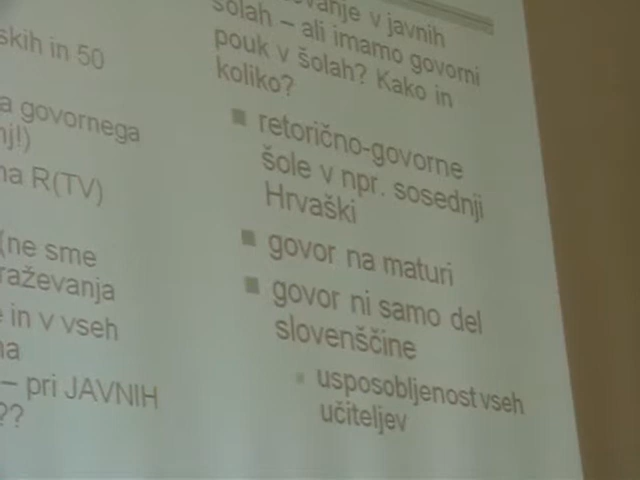 skih in 50
a govornega
nj!)
na R(TV)
(ne sme
raževanja
e in v vseh
na
– pri JAVNIH
??
vanje v javnih
šolah – ali imamo govorni
pouk v šolah? Kako in
koliko?
retorično-govorne
šole v npr. sosednji
Hrvaški
govor na maturi
govor ni samo del
slovenščine
usposobljenost vseh
učiteljev